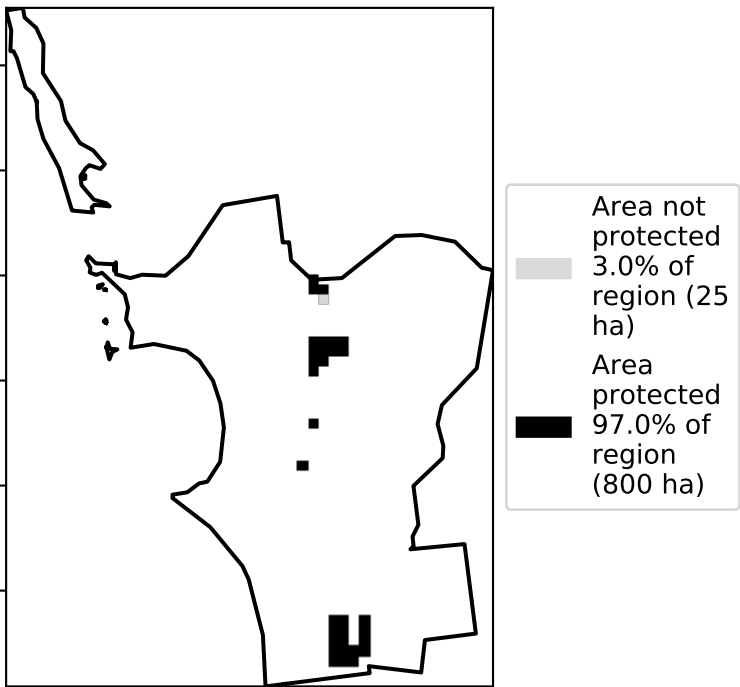 Area not
protected
3.0% of
region (25
ha)
Area
protected
97.0% of
region
(800 ha)